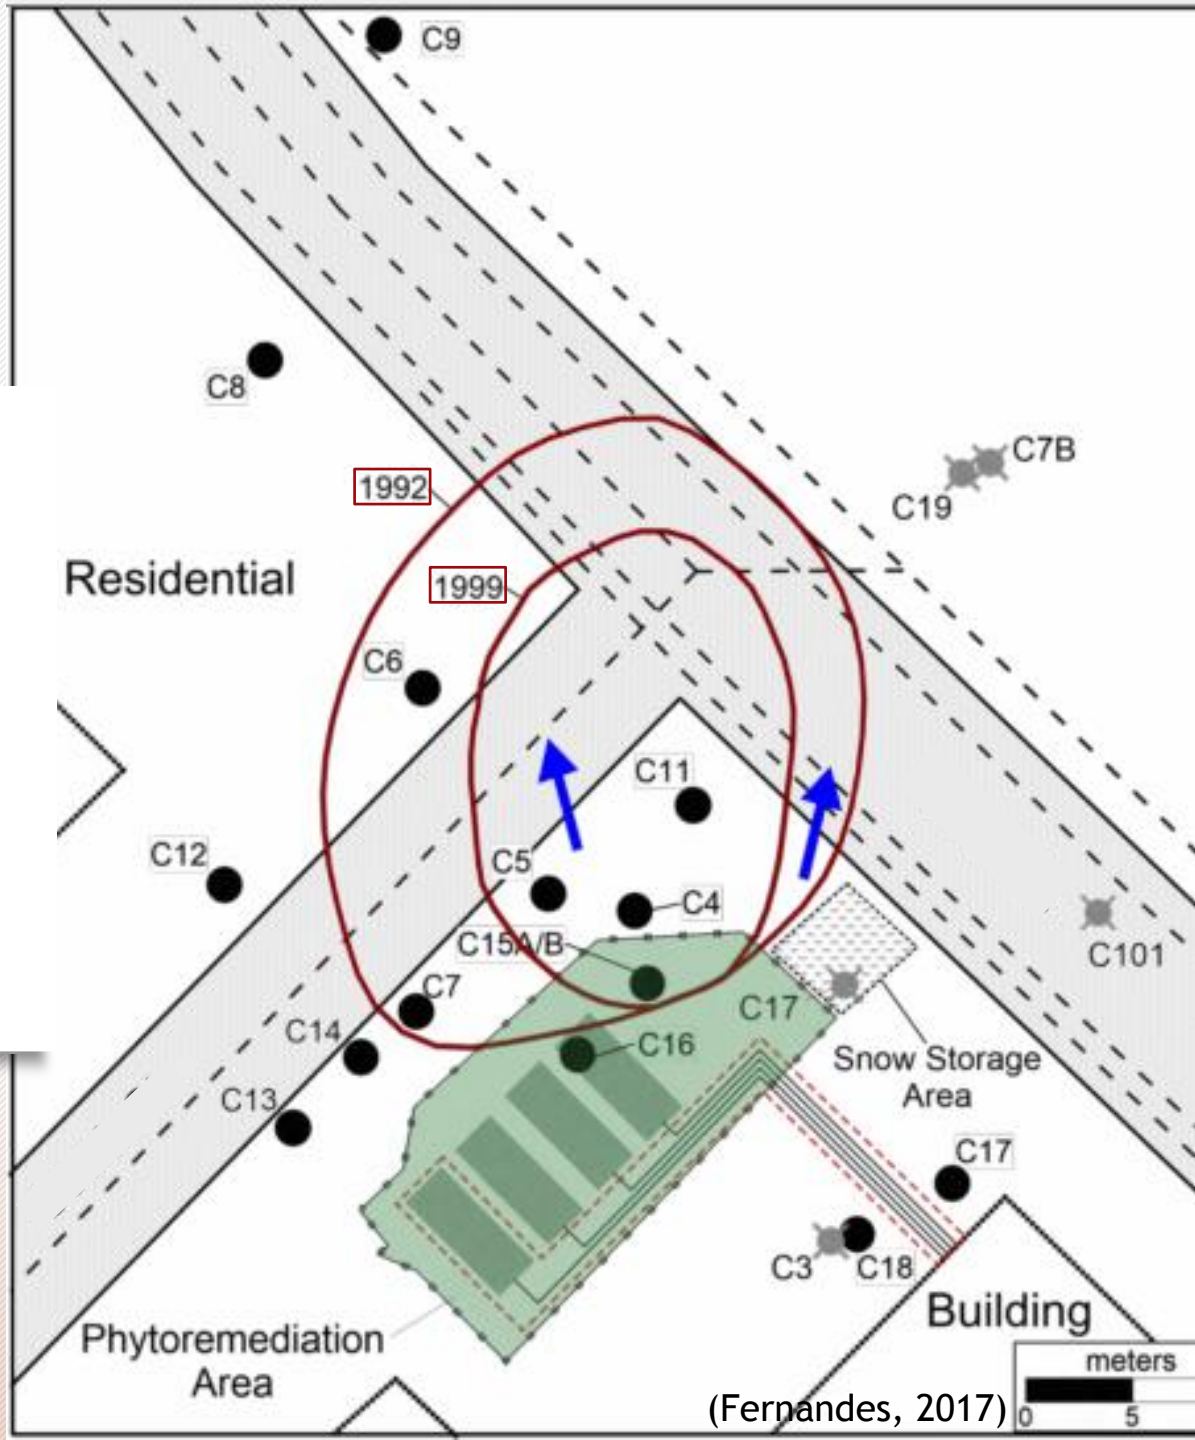 C9
C8
1992
C7B
C19
Residential
1999
C6
C11
C12
C5
C4
C15A/B
C101
C7
C17
C14
C16
Snow Storage
Area
C13
C17
C3
C18
Building
Phytoremediation
Area
meters
(Fernandes, 2017)
0
5